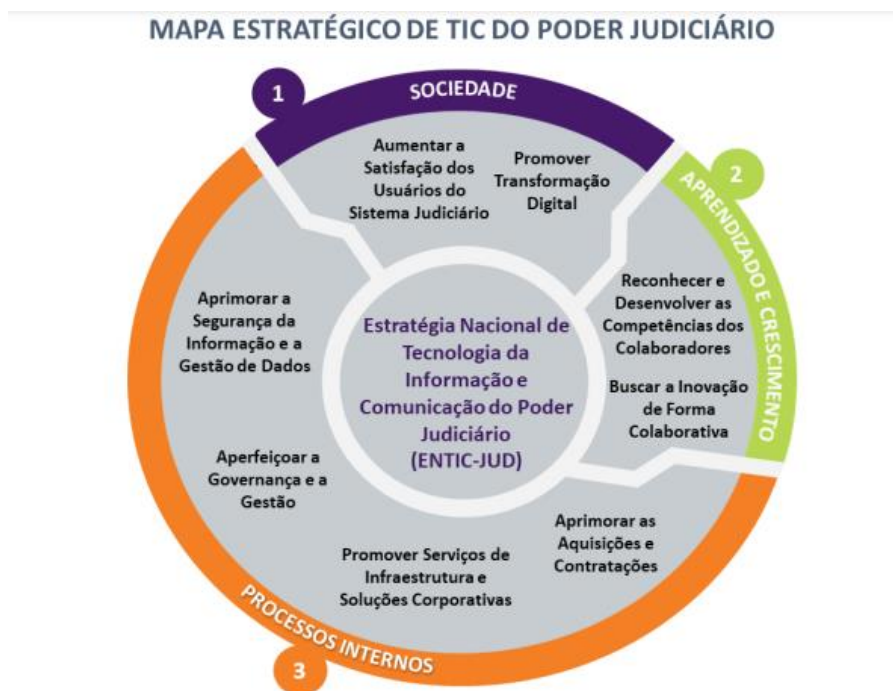 MAPA ESTRATÉGICO DE TIC DO PODER JUDICIÁRIO
1
SOCIEDADE
Aumentar a
Satisfação dos
Usuários do
Sistema Judiciário
Promover
Transformação
Digital
2
APRENDIZADO E CRESCIMENTO
Reconhecer e
Desenvolver as
Competências dos
Colaboradores
Buscar a Inovação
de Forma
Colaborativa
Estratégia Nacional de
Tecnologia da
Informação e
Comunicação do Poder
Judiciário
(ENTIC-JUD)
Aprimorar a
Segurança da
Informação e a
Gestão de Dados
Aperfeiçoar a
Governança e a
Gestão
Promover Serviços de
Infraestrutura e
Soluções Corporativas
Aprimorar as
Aquisições e
Contratações
PROCESSOS INTERNOS
3